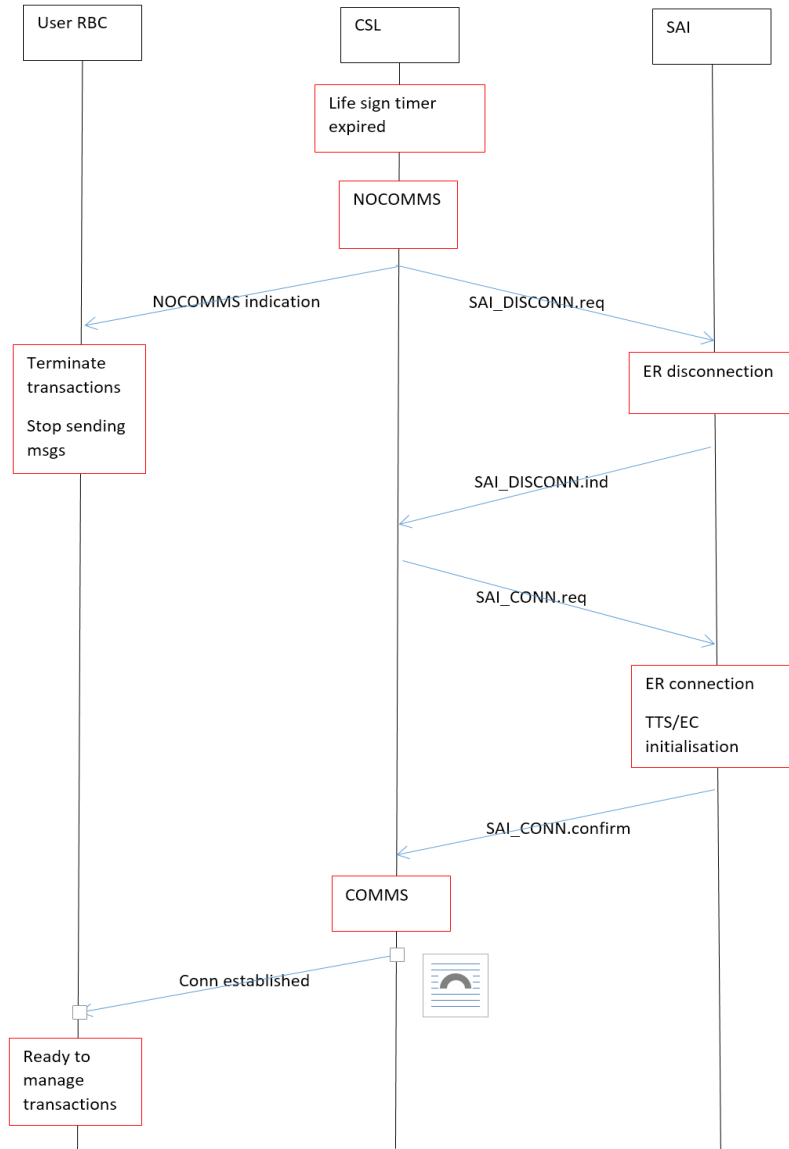 User RBC
CSL
SAI
Life sign timer
expired
NOCOMMS
NOCOMMS indication
SAI_DISCONN.req
Terminate
transactions
Stop sending
msgs
ER disconnection
SAI_DISCONN.ind
SAI_CONN.req
ER connection
TTS/EC
initialisation
SAI_CONN.confirm
COMMS
Conn established
Ready to
manage
transactions